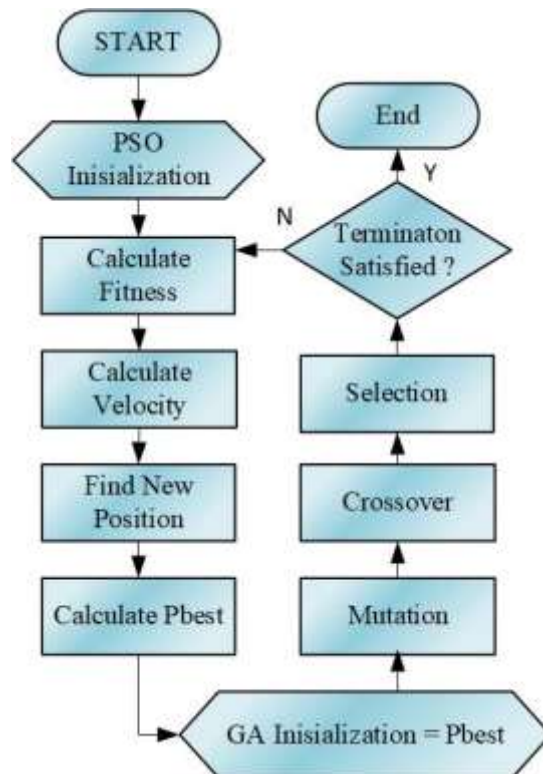 START
PSO
Inisialization
Calculate
Fitness
Calculate
Velocity
Find New
Position
Calculate Pbest
GA Inisialization = Pbest
Mutation
Crossover
Selection
Terminaton
Satisfied ?
N
Y
End